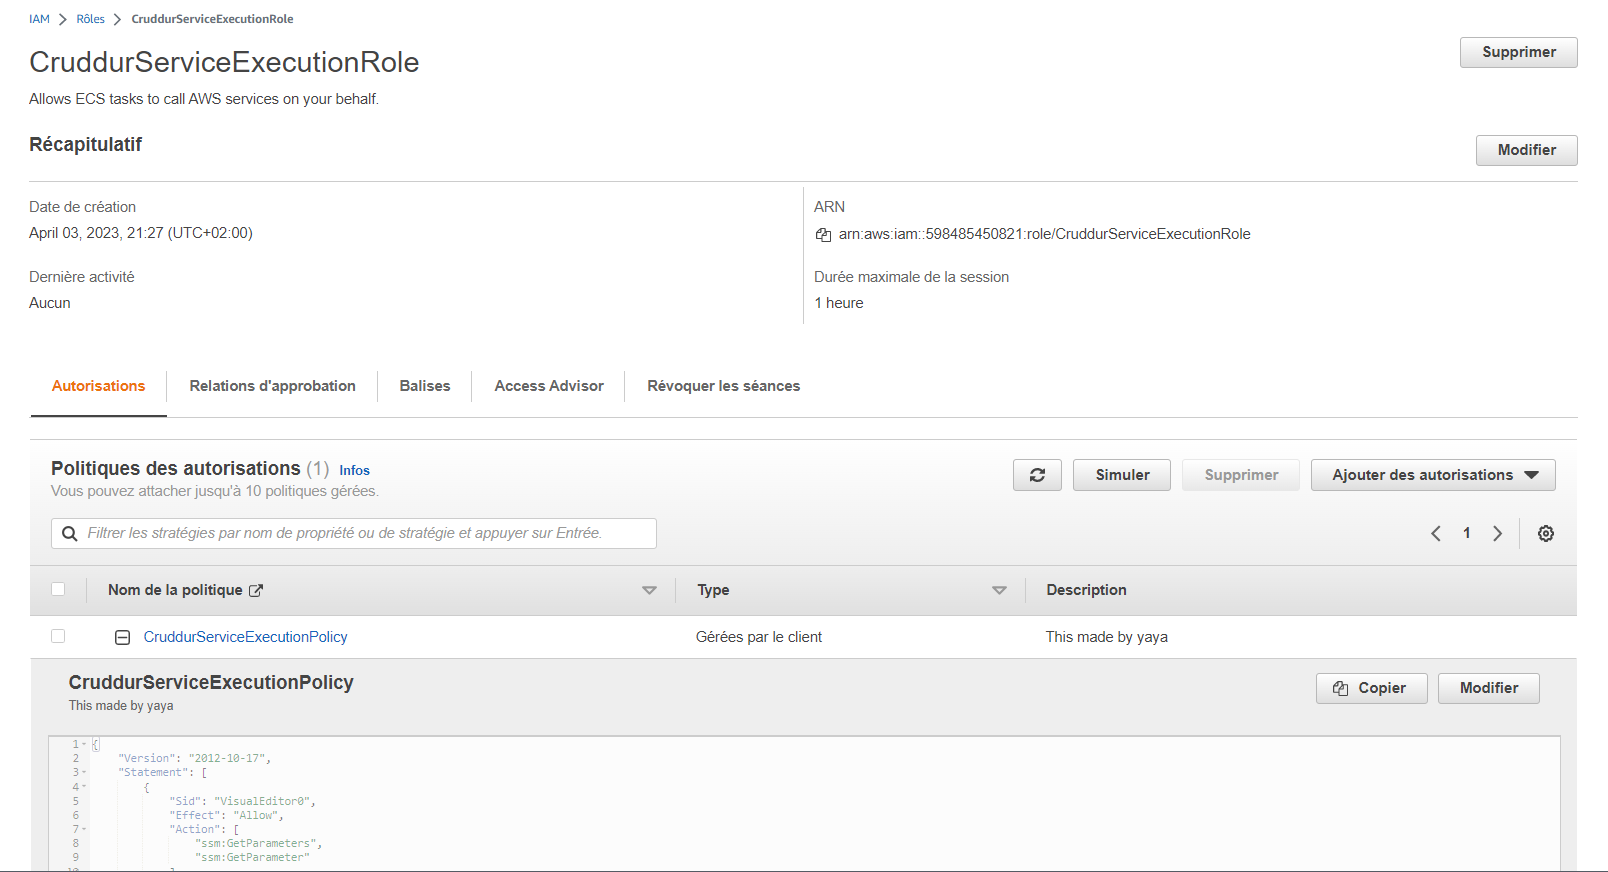 IAM > Rôles > CruddurServiceExecutionRole
CruddurServiceExecutionRole
Supprimer
Allows ECS tasks to call AWS services on your behalf.
Récapitulatif
Modifier
Date de création
April 03, 2023, 21:27 (UTC+02:00)
ARN
arn:aws:iam::598485450821:role/CruddurServiceExecutionRole
Dernière activité
Aucun
Durée maximale de la session
1 heure
Autorisations
Relations d'approbation
Balises
Access Advisor
Révoquer les séances
Politiques des autorisations (1) Infos
Vous pouvez attacher jusqu'à 10 politiques gérées.
Simuler
Supprimer
Ajouter des autorisations
Filtrer les stratégies par nom de propriété ou de stratégie et appuyer sur Entrée.
1
Nom de la politique
Type
Description
CruddurServiceExecutionPolicy
Gérées par le client
This made by yaya
CruddurServiceExecutionPolicy
This made by yaya
Copier
Modifier
1 {
2 "Version": "2012-10-17",
3 "Statement": [
4 {
5 "Sid": "VisualEditor0",
6 "Effect": "Allow",
7 "Action": [
8 "ssm:GetParameters",
9 "ssm:GetParameter"